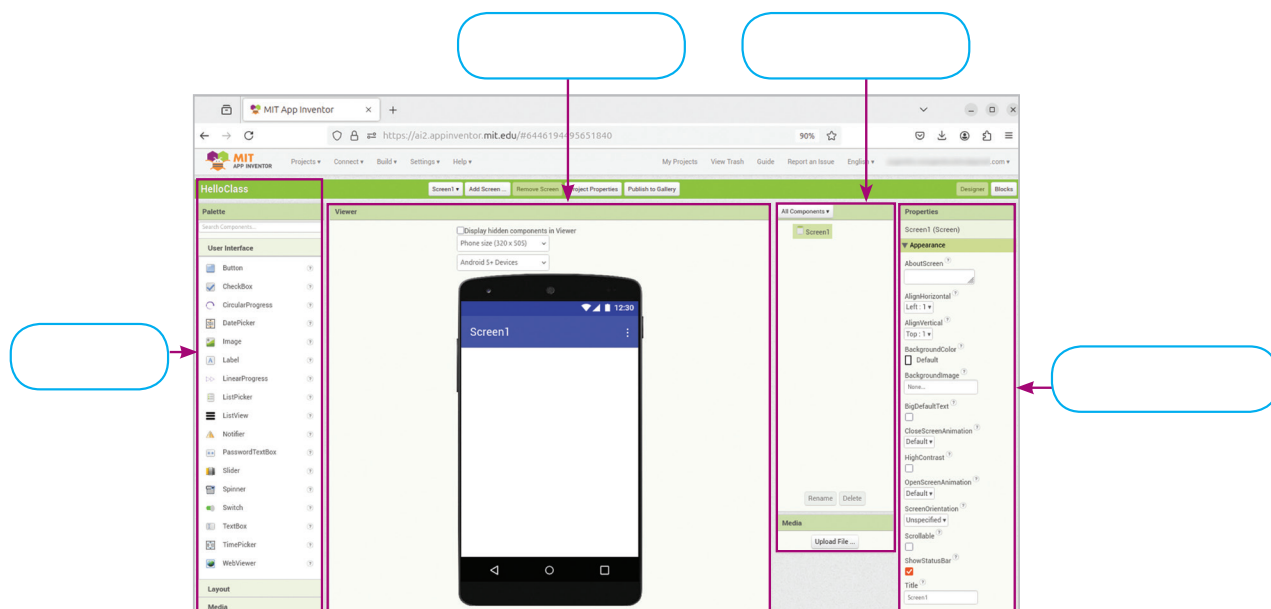 MIT App Inventor × +
https://ai2.appinventor.mit.edu/#6446194495651840 90%
MIT APP INVENTOR Projects Connect Build Settings Help My Projects View Trash Guide Report an Issue English .com
HelloClass Screen1 Add Screen ... Remove Screen Project Properties Publish to Gallery Designer Blocks
Palette
Search Components...
User Interface
Button ?
CheckBox ?
CircularProgress ?
DatePicker ?
Image ?
A Label ?
LinearProgress ?
ListPicker ?
ListView ?
Notifier ?
PasswordTextBox ?
Slider ?
Spinner ?
Switch ?
TextBox ?
TimePicker ?
WebViewer ?
Layout
Media
Viewer
Display hidden components in Viewer
Phone size (320 x 505)
Android 5+ Devices
12:30
Screen1
All Components
Screen1
Rename Delete
Media
Upload File ...
Properties
Screen1 (Screen)
Appearance
AboutScreen ?
AlignHorizontal ?
Left : 1
AlignVertical ?
Top : 1
BackgroundColor ?
Default
BackgroundImage ?
None...
BigDefaultText ?
CloseScreenAnimation ?
Default
HighContrast ?
OpenScreenAnimation ?
Default
ScreenOrientation ?
Unspecified
Scrollable ?
ShowStatusBar ?
Title ?
Screen1